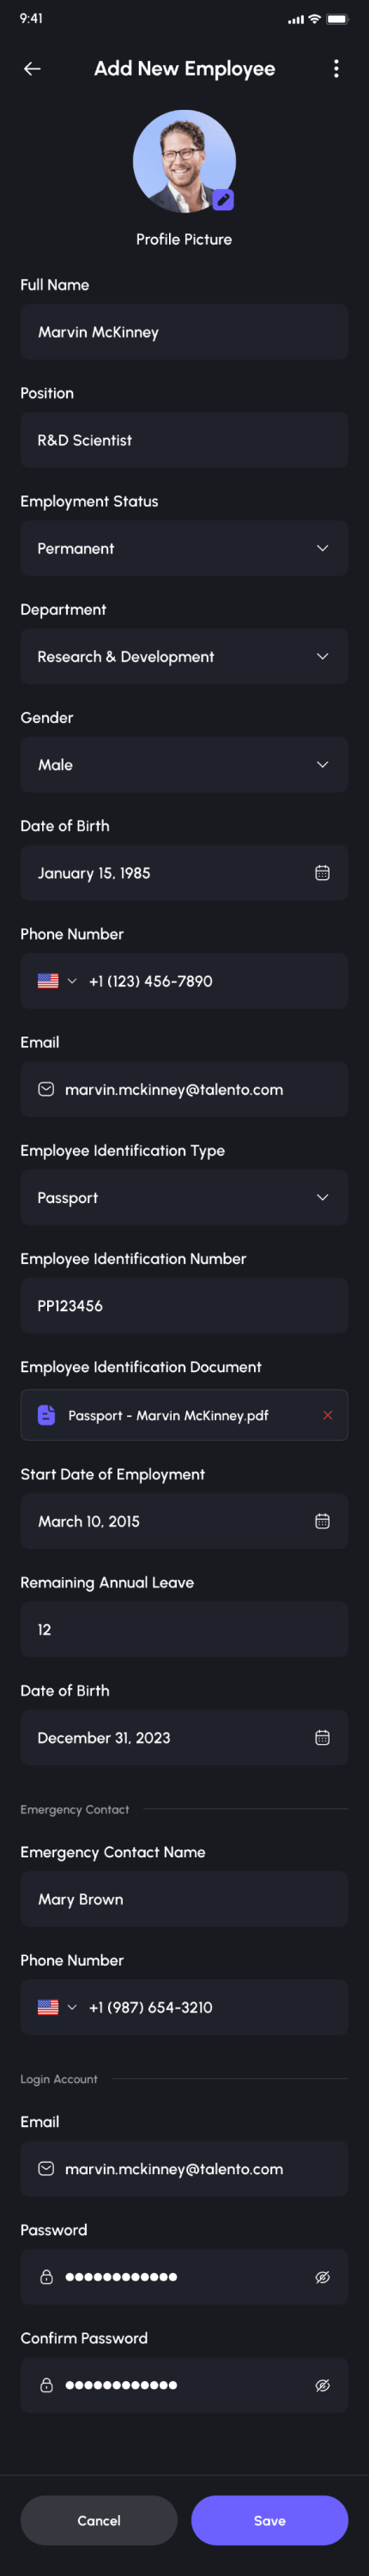 9:41
Add New Employee
Profile Picture
Full Name
Marvin McKinney
Position
R&D Scientist
Employment Status
Permanent
Department
Research & Development
Gender
Male
Date of Birth
January 15, 1985
Phone Number
+1 (123) 456-7890
Email
marvin.mckinney@talento.com
Employee Identification Type
Passport
Employee Identification Number
PP123456
Employee Identification Document
Passport - Marvin McKinney.pdf
Start Date of Employment
March 10, 2015
Remaining Annual Leave
12
Date of Birth
December 31, 2023
Emergency Contact
Emergency Contact Name
Mary Brown
Phone Number
+1 (987) 654-3210
Login Account
Email
marvin.mckinney@talento.com
Password
●●●●●●●●●●●●
Confirm Password
●●●●●●●●●●●●
Cancel
Save